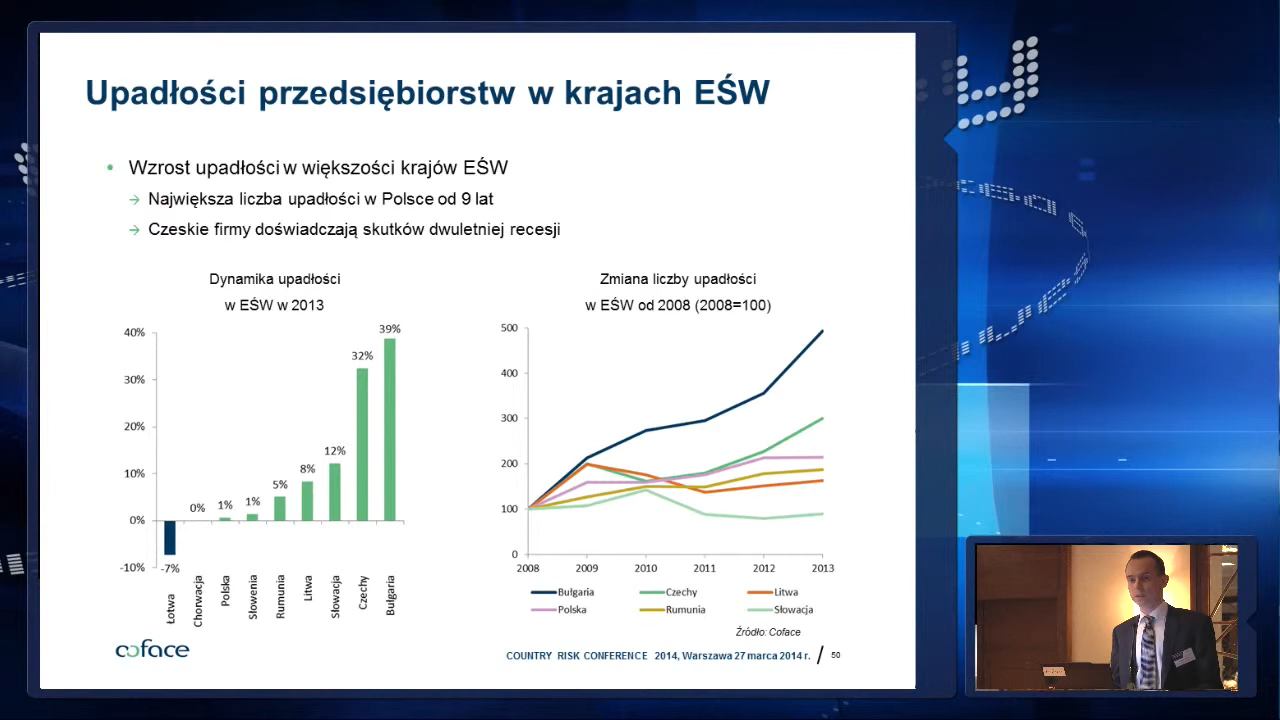 Upadłości przedsiębiorstw w krajach EŚW
• Wzrost upadłości w większości krajów EŚW
→ Największa liczba upadłości w Polsce od 9 lat
→ Czeskie firmy doświadczają skutków dwuletniej recesji
Dynamika upadłości
w EŚW w 2013
40%
30%
20%
10%
0%
-10%
-7%
0%
1%
1%
5%
8%
12%
32%
39%
Łotwa
Chorwacja
Polska
Słowenia
Rumunia
Litwa
Słowacja
Czechy
Bułgaria
Zmiana liczby upadłości
w EŚW od 2008 (2008=100)
500
400
300
200
100
0
2008 2009 2010 2011 2012 2013
Bułgaria Czechy Litwa
Polska Rumunia Słowacja
Źródło: Coface
coface
COUNTRY RISK CONFERENCE 2014, Warszawa 27 marca 2014 r. / 50